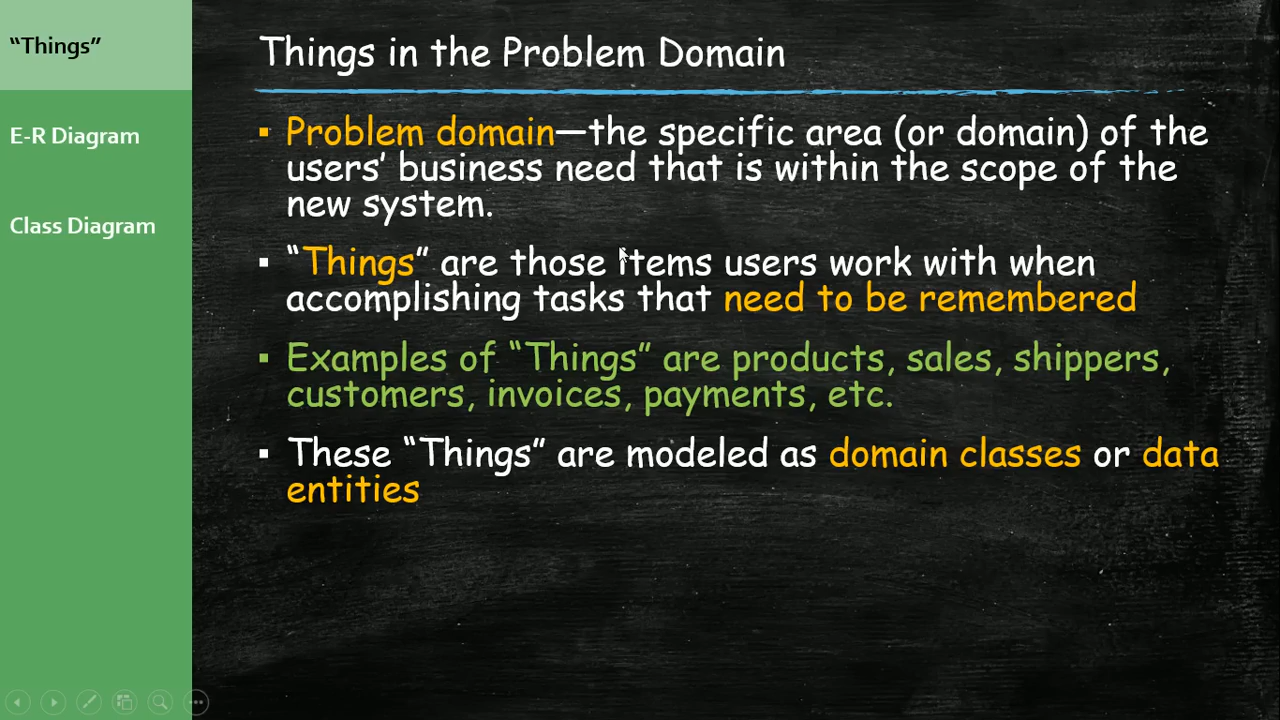 “Things”
E-R Diagram
Class Diagram
Things in the Problem Domain
▪ Problem domain—the specific area (or domain) of the
users’ business need that is within the scope of the
new system.
▪ “Things” are those items users work with when
accomplishing tasks that need to be remembered
▪ Examples of “Things” are products, sales, shippers,
customers, invoices, payments, etc.
▪ These “Things” are modeled as domain classes or data
entities